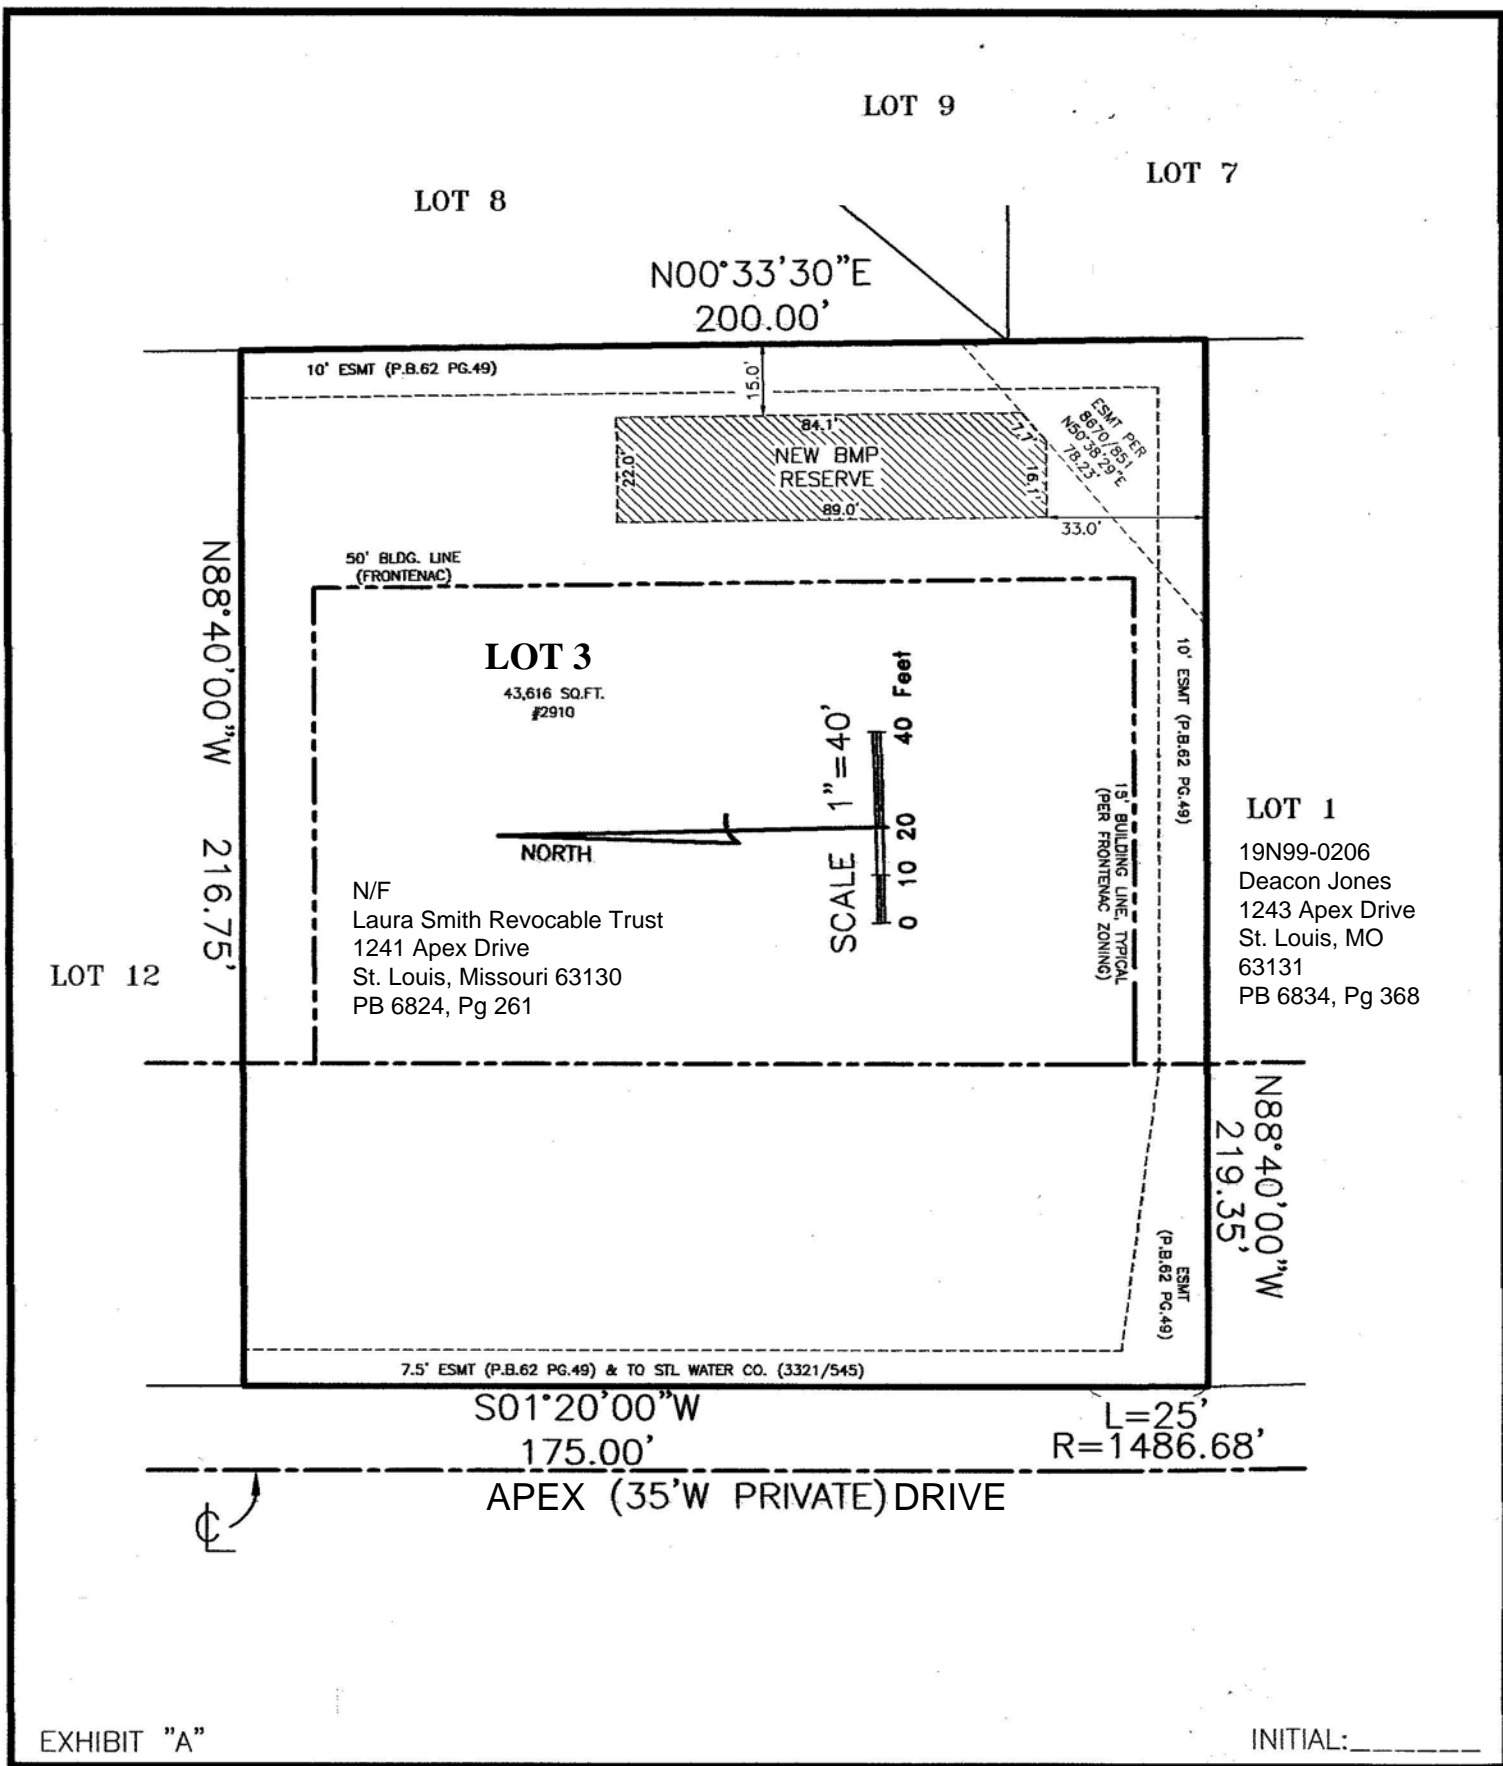 LOT 9
LOT 7
LOT 8
N00°33'30"E
200.00'
10' ESMT (P.B.62 PG.49)
15.0'
84.1'
7.7'
NEW BMP
RESERVE
22.0'
16.1'
89.0'
33.0'
ESMT PER
8670/851
N50°38'29"E
78.23'
50' BLDG. LINE
(FRONTENAC)
N88°40'00"W 216.75'
LOT 3
43,616 SQ.FT.
#2910
10' ESMT (P.B.62 PG.49)
SCALE 1"=40'
0 10 20 40 Feet
NORTH
15' BUILDING LINE, TYPICAL
(PER FRONTENAC ZONING)
LOT 1
19N99-0206
Deacon Jones
1243 Apex Drive
St. Louis, MO
63131
PB 6834, Pg 368
N/F
Laura Smith Revocable Trust
1241 Apex Drive
St. Louis, Missouri 63130
PB 6824, Pg 261
LOT 12
N88°40'00"W
219.35'
ESMT
(P.B.62 PG.49)
7.5' ESMT (P.B.62 PG.49) & TO STL WATER CO. (3321/545)
S01°20'00"W
175.00'
L=25'
R=1486.68'
APEX (35'W PRIVATE) DRIVE
℄
EXHIBIT "A"
INITIAL:_______